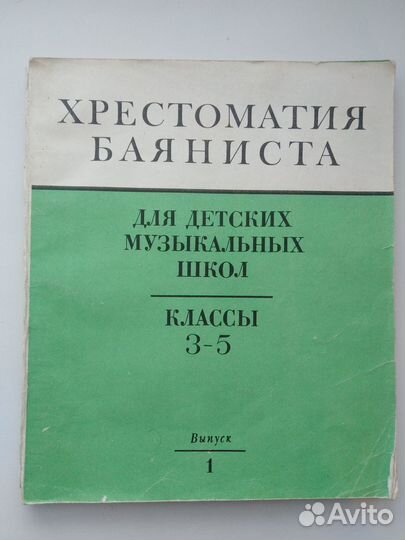 ХРЕСТОМАТИЯ
БАЯНИСТА
ДЛЯ ДЕТСКИХ
МУЗЫКАЛЬНЫХ
ШКОЛ
КЛАССЫ
3-5
Выпуск
1
Avito